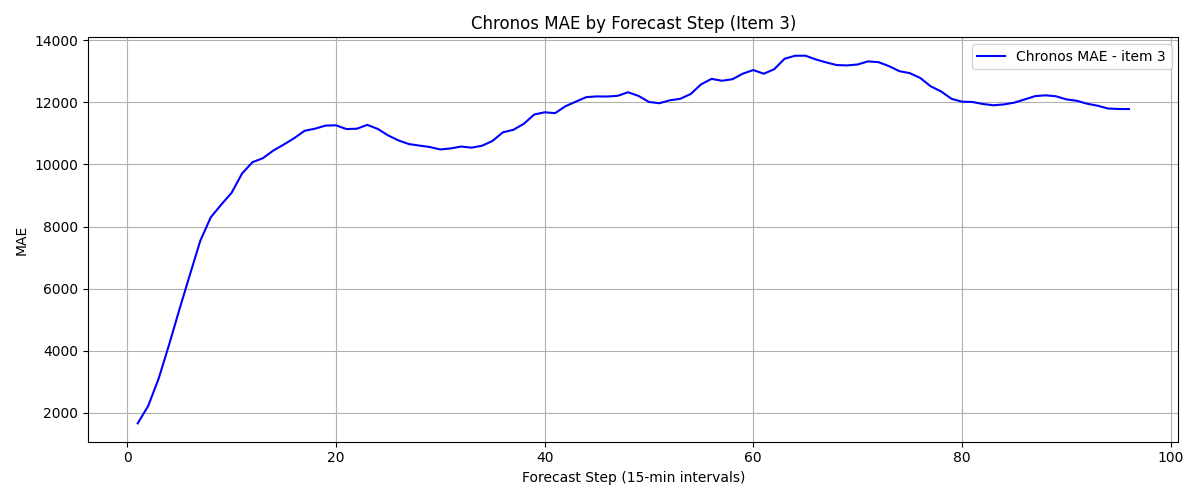 Chronos MAE by Forecast Step (Item 3)
Chronos MAE - item 3
MAE
14000
12000
10000
8000
6000
4000
2000
0 20 40 60 80 100
Forecast Step (15-min intervals)